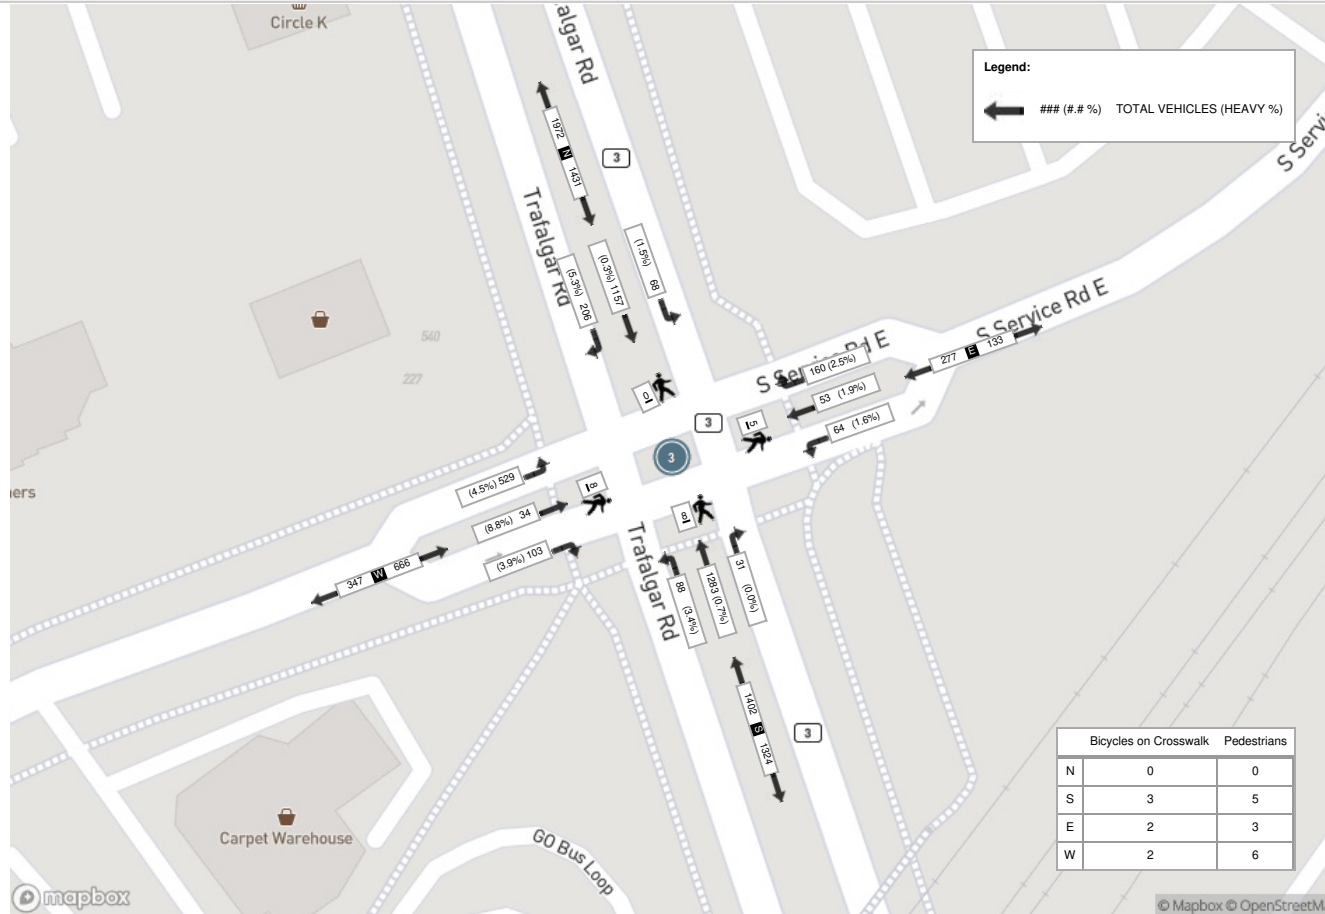 Circle K
algar Rd
Legend:
### (#.# %) TOTAL VEHICLES (HEAVY %)
S Servi
1972 N 1431
3
Trafalgar Rd
(5.3%) 206
(0.3%) 1157
(1.5%) 68
S Service Rd E
277 E 133
540
227
S Service Rd E
160 (2.5%)
53 (1.9%)
64 (1.6%)
0
5
3
3
ers
(4.5%) 529
(8.8%) 34
(3.9%) 103
8
8
347 W 666
Trafalgar Rd
88 (3.4%)
1283 (0.7%)
31 (0.0%)
1402 S 1324
3
Carpet Warehouse
GO Bus Loop
Bicycles on Crosswalk Pedestrians
N 0 0
S 3 5
E 2 3
W 2 6
mapbox
© Mapbox © OpenStreetM